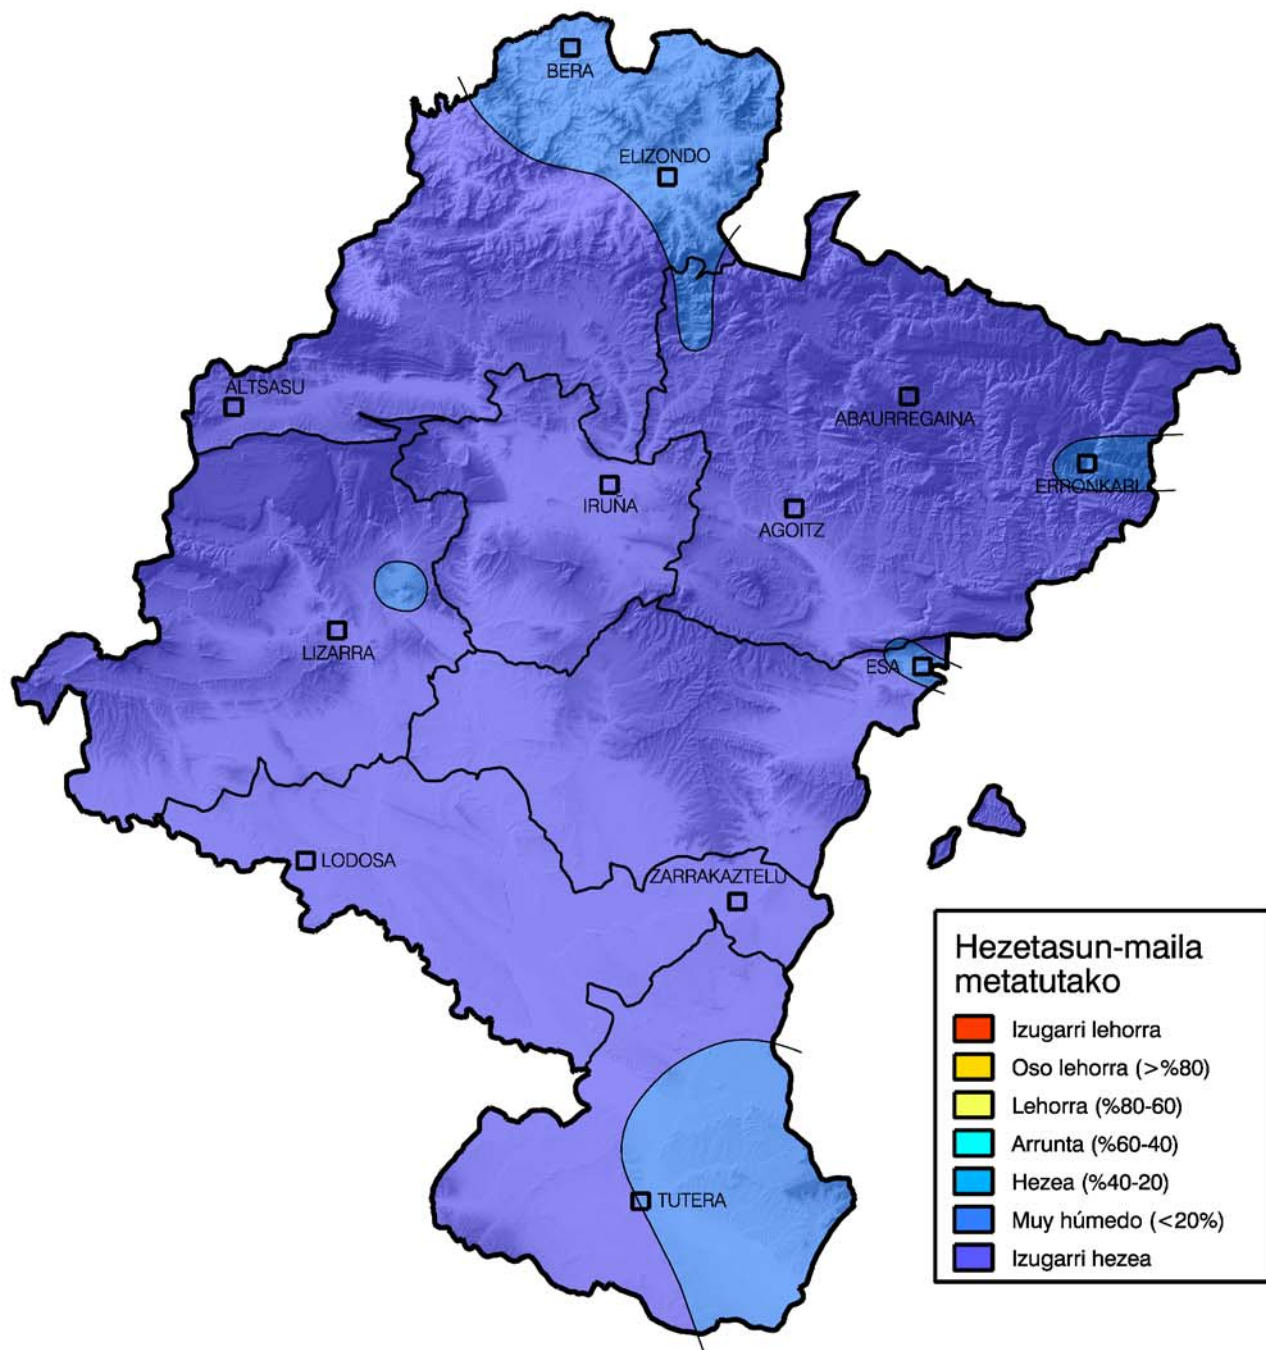 BERA
ELIZONDO
ALTSASU
ABAURREGAINA
ERRONKARI
IRUÑA
AGOITZ
LIZARRA
ESA
LODOSA
ZARRAKAZTELU
TUTERA
Hezetasun-maila
metatutako
Izugarri lehorra
Oso lehorra (>%80)
Lehorra (%80-60)
Arrunta (%60-40)
Hezea (%40-20)
Muy húmedo (<20%)
Izugarri hezea